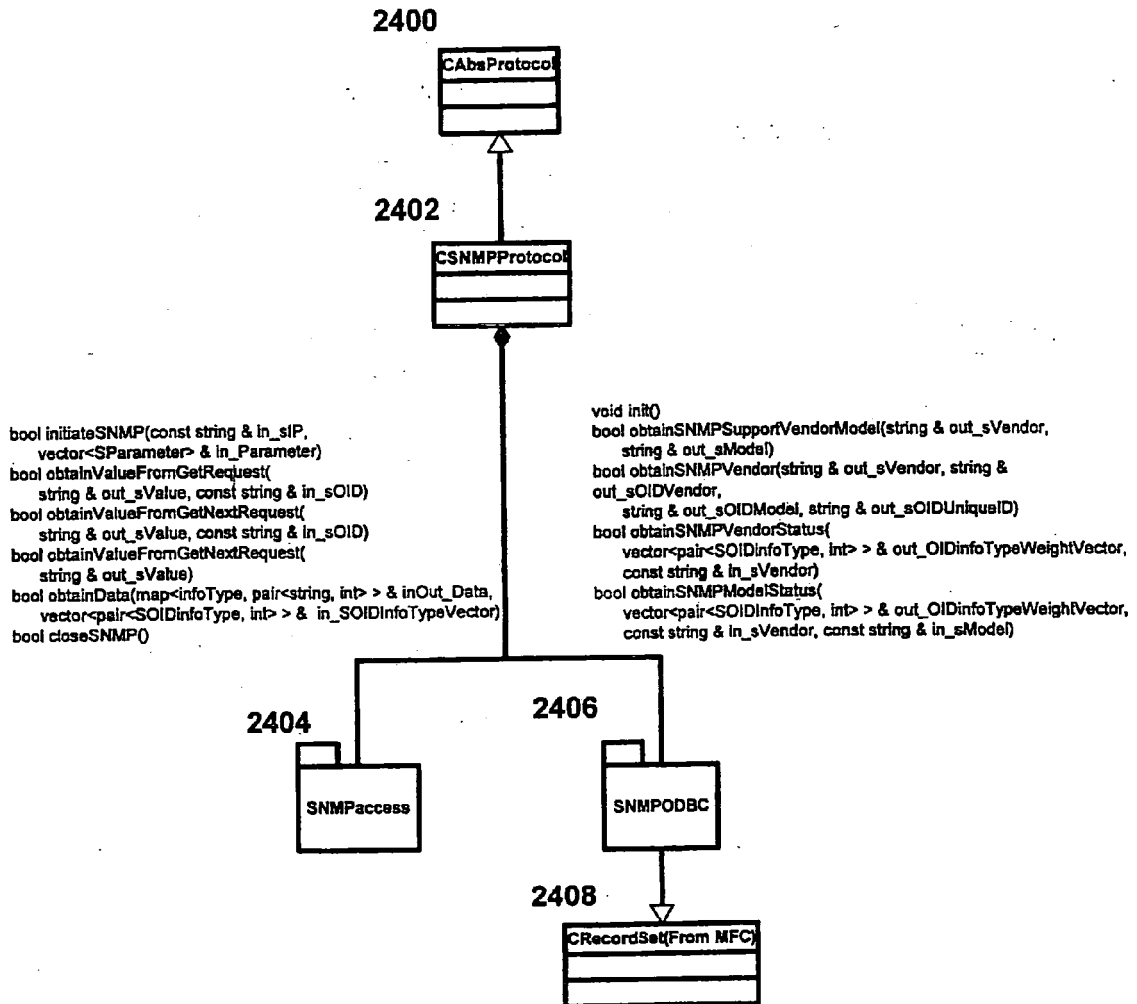 2400
CAbsProtocol
2402
CSNMPProtocol
bool initiateSNMP(const string & in_sIP,
vector<SParameter> & in_Parameter)
bool obtainValueFromGetRequest(
string & out_sValue, const string & in_sOID)
bool obtainValueFromGetNextRequest(
string & out_sValue, const string & in_sOID)
bool obtainValueFromGetNextRequest(
string & out_sValue)
bool obtainData(map<infoType, pair<string, int> > & inOut_Data,
vector<pair<SOIDinfoType, int> > & in_SOIDInfoTypeVector)
bool closeSNMP()
void init()
bool obtainSNMPSupportVendorModel(string & out_sVendor,
string & out_sModel)
bool obtainSNMPVendor(string & out_sVendor, string &
out_sOIDVendor,
string & out_sOIDModel, string & out_sOIDUniqueID)
bool obtainSNMPVendorStatus(
vector<pair<SOIDinfoType, int> > & out_OIDinfoTypeWeightVector,
const string & in_sVendor)
bool obtainSNMPModelStatus(
vector<pair<SOIDInfoType, int> > & out_OIDinfoTypeWeightVector,
const string & in_sVendor, const string & in_sModel)
2404
SNMPaccess
2406
SNMPODBC
2408
CRecordSet(From MFC)